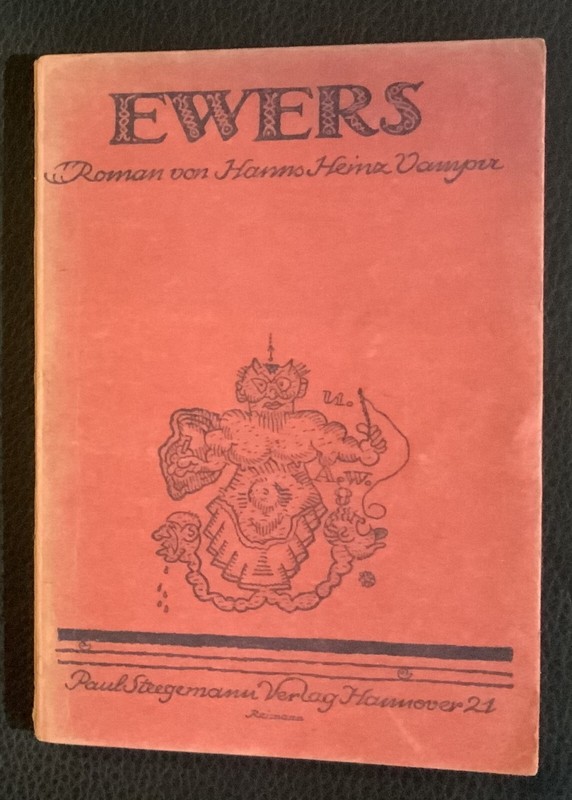 EWERS
Roman von Hanns Heinz Vampir
u.
A.W.
Paul Steegemann Verlag Hannover 21
Reimann